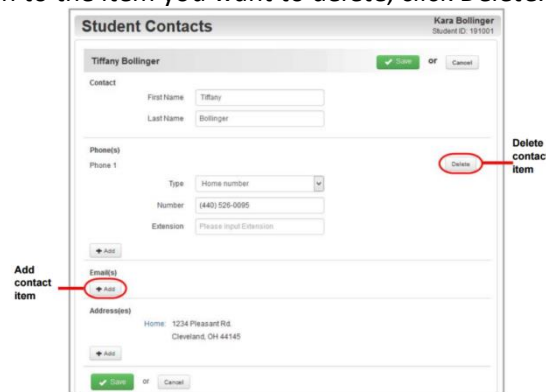 to the item you want to delete, click Delete.
Student Contacts
Kara Bollinger
Student ID: 191001
Tiffany Bollinger
Save or Cancel
Contact
First Name Tiffany
Last Name Bollinger
Phone(s)
Phone 1
Delete
Delete
contac
item
Type Home number
Number (440) 526-0095
Extension Please Input Extension
+ Add
Add
contact
item
Email(s)
+ Add
Address(es)
Home: 1234 Pleasant Rd.
Cleveland, OH 44145
+ Add
Save or Cancel